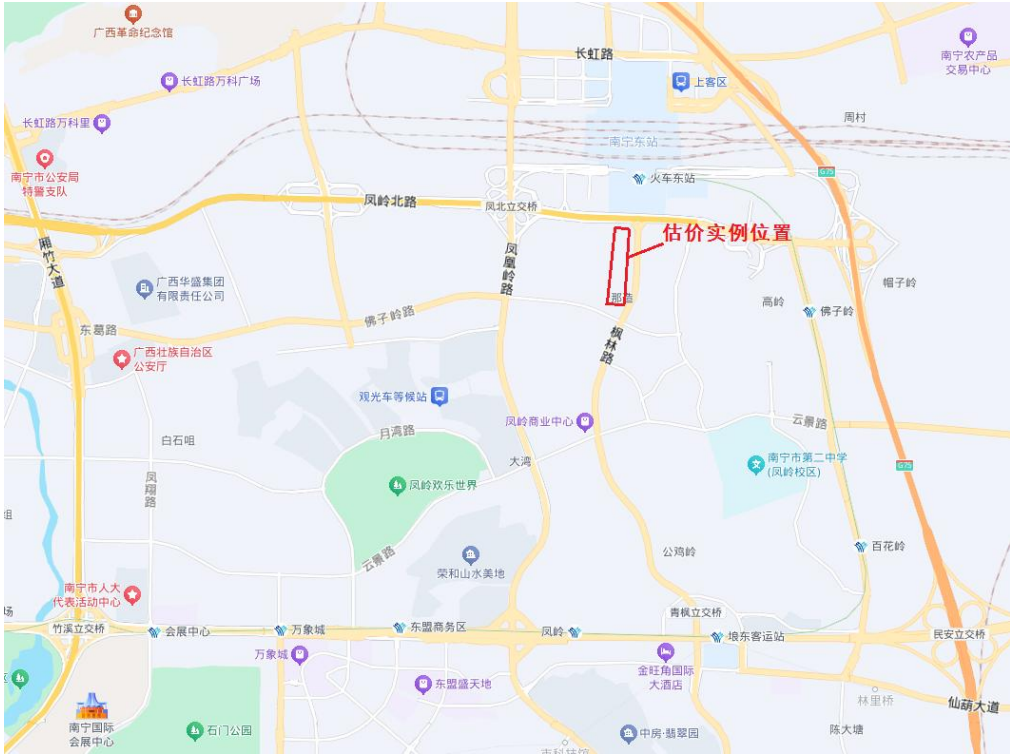 广西革命纪念馆
长虹路
南宁农产品
交易中心
长虹路万科广场
上客区
长虹路万科里
周村
南宁东站
南宁市公安局
特警支队
火车东站
G75
凤岭北路
凤北立交桥
估价实例位置
厢竹大道
凤凰岭路
广西华盛集团
有限责任公司
那造
高岭
帽子岭
佛子岭
佛子岭路
东葛路
枫林路
广西壮族自治区
公安厅
观光车等候站
凤岭商业中心
云景路
月湾路
白石咀
大湾
南宁市第二中学
(凤岭校区)
G75
凤翔路
凤岭欢乐世界
组
云景路
荣和山水美地
公鸡岭
百花岭
南宁市人大
代表活动中心
场
青枫立交桥
竹溪立交桥
会展中心
万象城
东盟商务区
凤岭
埌东客运站
民安立交桥
万象城
金旺角国际
大酒店
区
东盟盛天地
林里桥
仙葫大道
南宁国际
会展中心
石门公园
中房·翡翠园
陈大塘